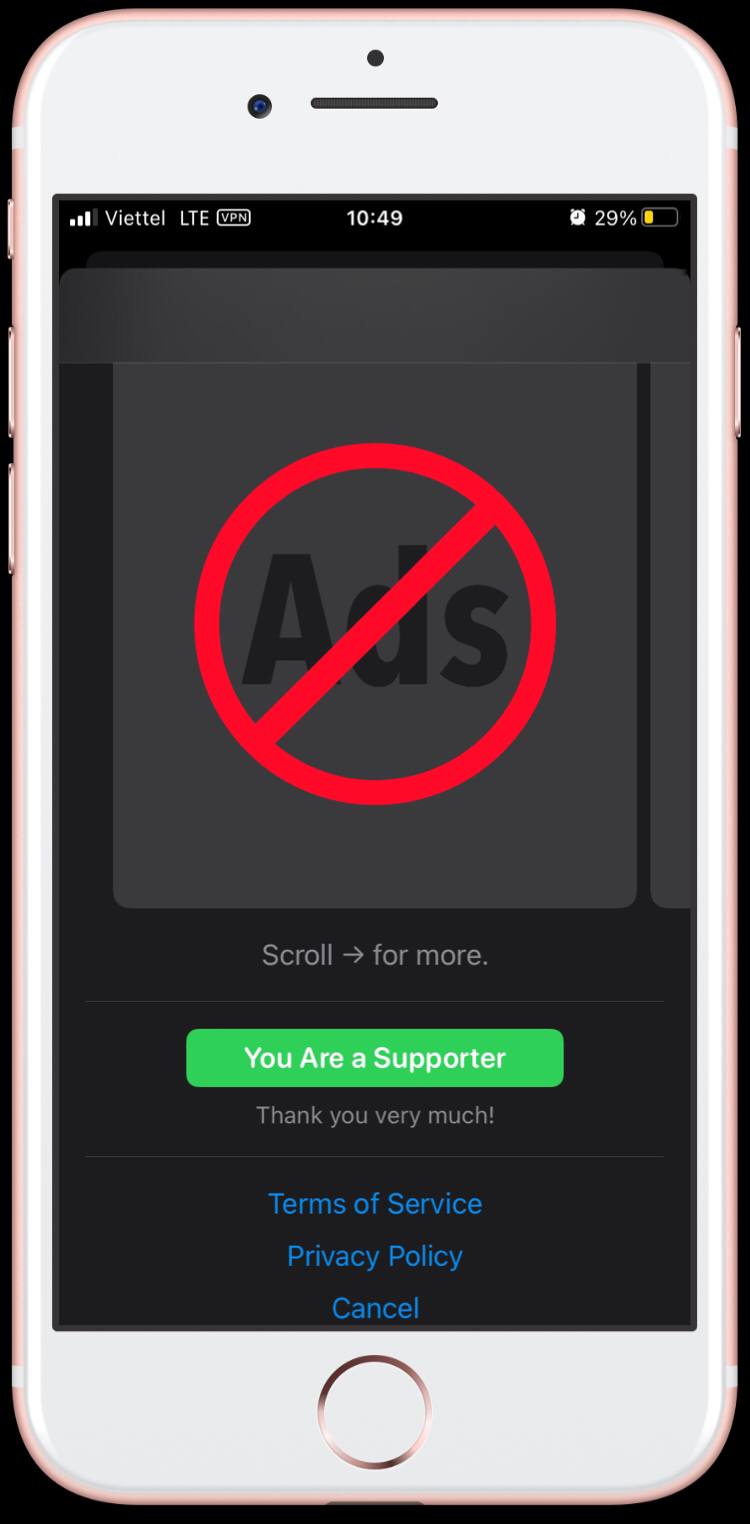 Viettel LTE VPN 10:49 29%
Ads
Scroll → for more.
You Are a Supporter
Thank you very much!
Terms of Service
Privacy Policy
Cancel